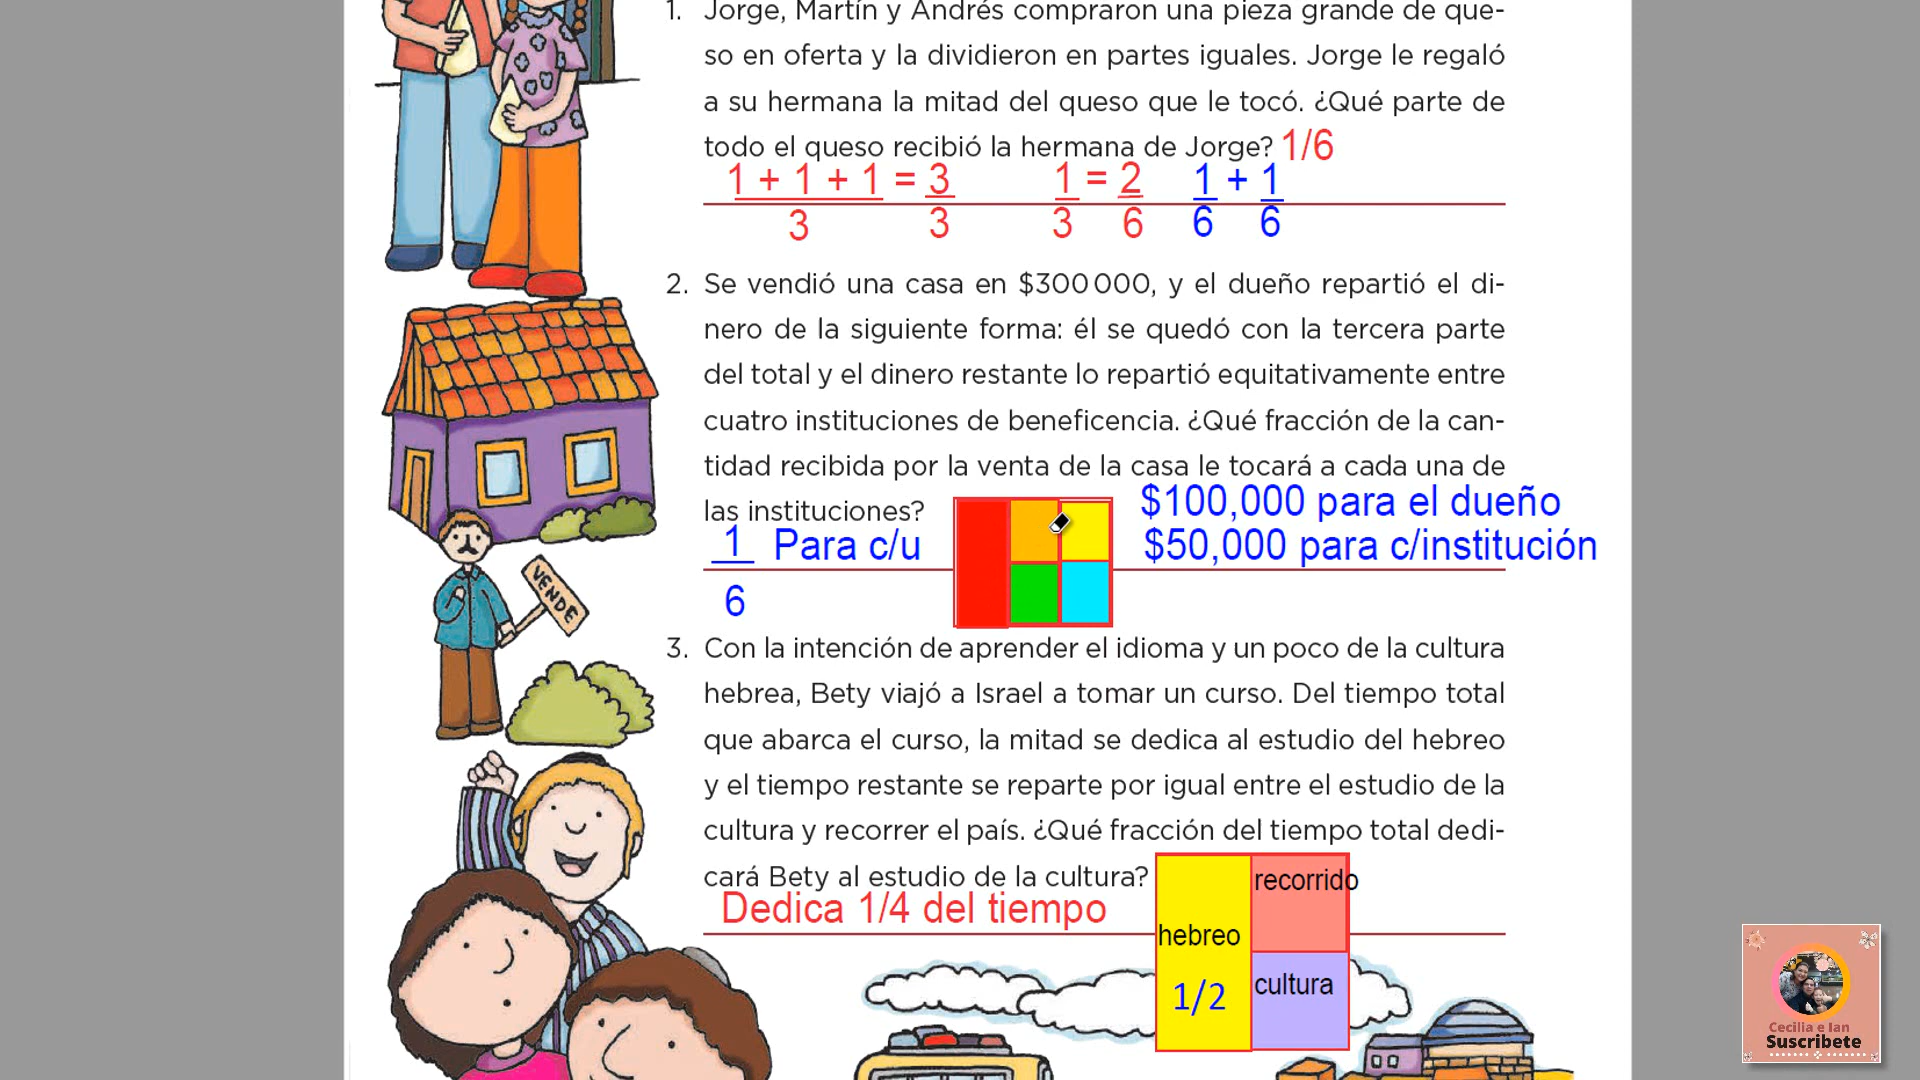 1. Jorge, Martín y Andrés compraron una pieza grande de que-
so en oferta y la dividieron en partes iguales. Jorge le regaló
a su hermana la mitad del queso que le tocó. ¿Qué parte de
todo el queso recibió la hermana de Jorge? 1/6
1 + 1 + 1 = 3 1 = 2 1 + 1
3 3 3 6 6 6
2. Se vendió una casa en $300 000, y el dueño repartió el di-
nero de la siguiente forma: él se quedó con la tercera parte
del total y el dinero restante lo repartió equitativamente entre
cuatro instituciones de beneficencia. ¿Qué fracción de la can-
tidad recibida por la venta de la casa le tocará a cada una de
las instituciones?
$100,000 para el dueño
1 Para c/u
$50,000 para c/institución
6
VENDE
3. Con la intención de aprender el idioma y un poco de la cultura
hebrea, Bety viajó a Israel a tomar un curso. Del tiempo total
que abarca el curso, la mitad se dedica al estudio del hebreo
y el tiempo restante se reparte por igual entre el estudio de la
cultura y recorrer el país. ¿Qué fracción del tiempo total dedi-
cará Bety al estudio de la cultura?
Dedica 1/4 del tiempo
recorrido
hebreo
1/2
cultura
Cecilia e Ian
Suscribete